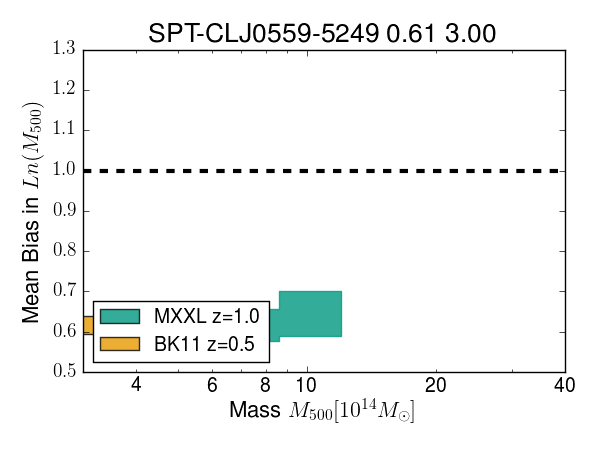 SPT-CLJ0559-5249 0.61 3.00
1.3
1.2
1.1
1.0
0.9
0.8
0.7
0.6
0.5
Mean Bias in Ln(M₅₀₀)
MXXL z=1.0
BK11 z=0.5
4 6 8 10 20 40
Mass M₅₀₀[10¹⁴M☉]